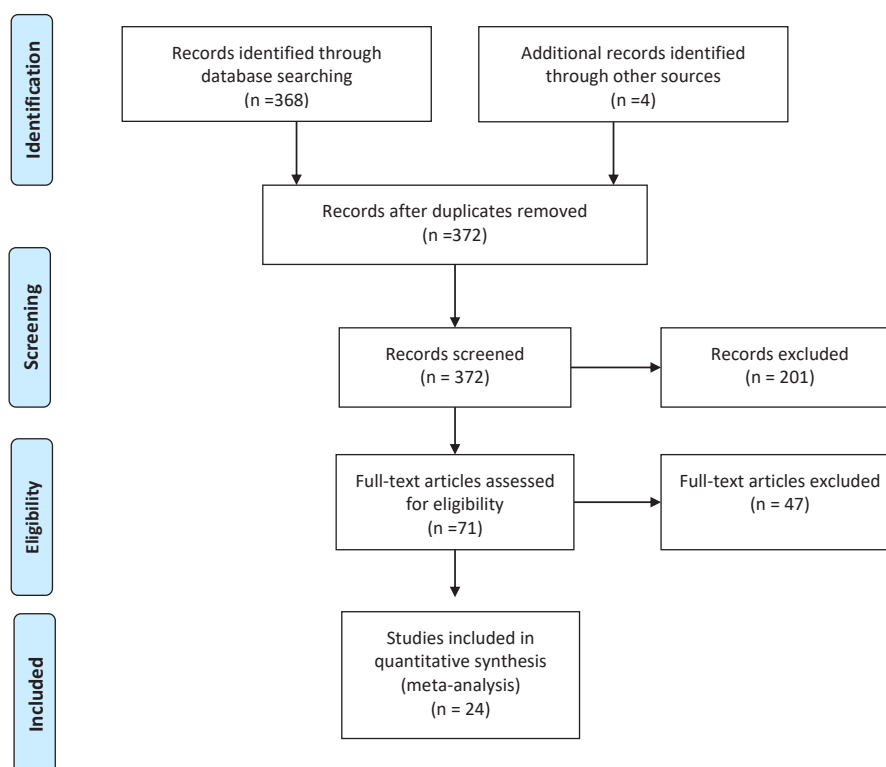 Identification
Records identified through
database searching
(n =368)
Additional records identified
through other sources
(n =4)
Records after duplicates removed
(n =372)
Screening
Records screened
(n = 372)
Records excluded
(n = 201)
Eligibility
Full-text articles assessed
for eligibility
(n =71)
Full-text articles excluded
(n = 47)
Included
Studies included in
quantitative synthesis
(meta-analysis)
(n = 24)